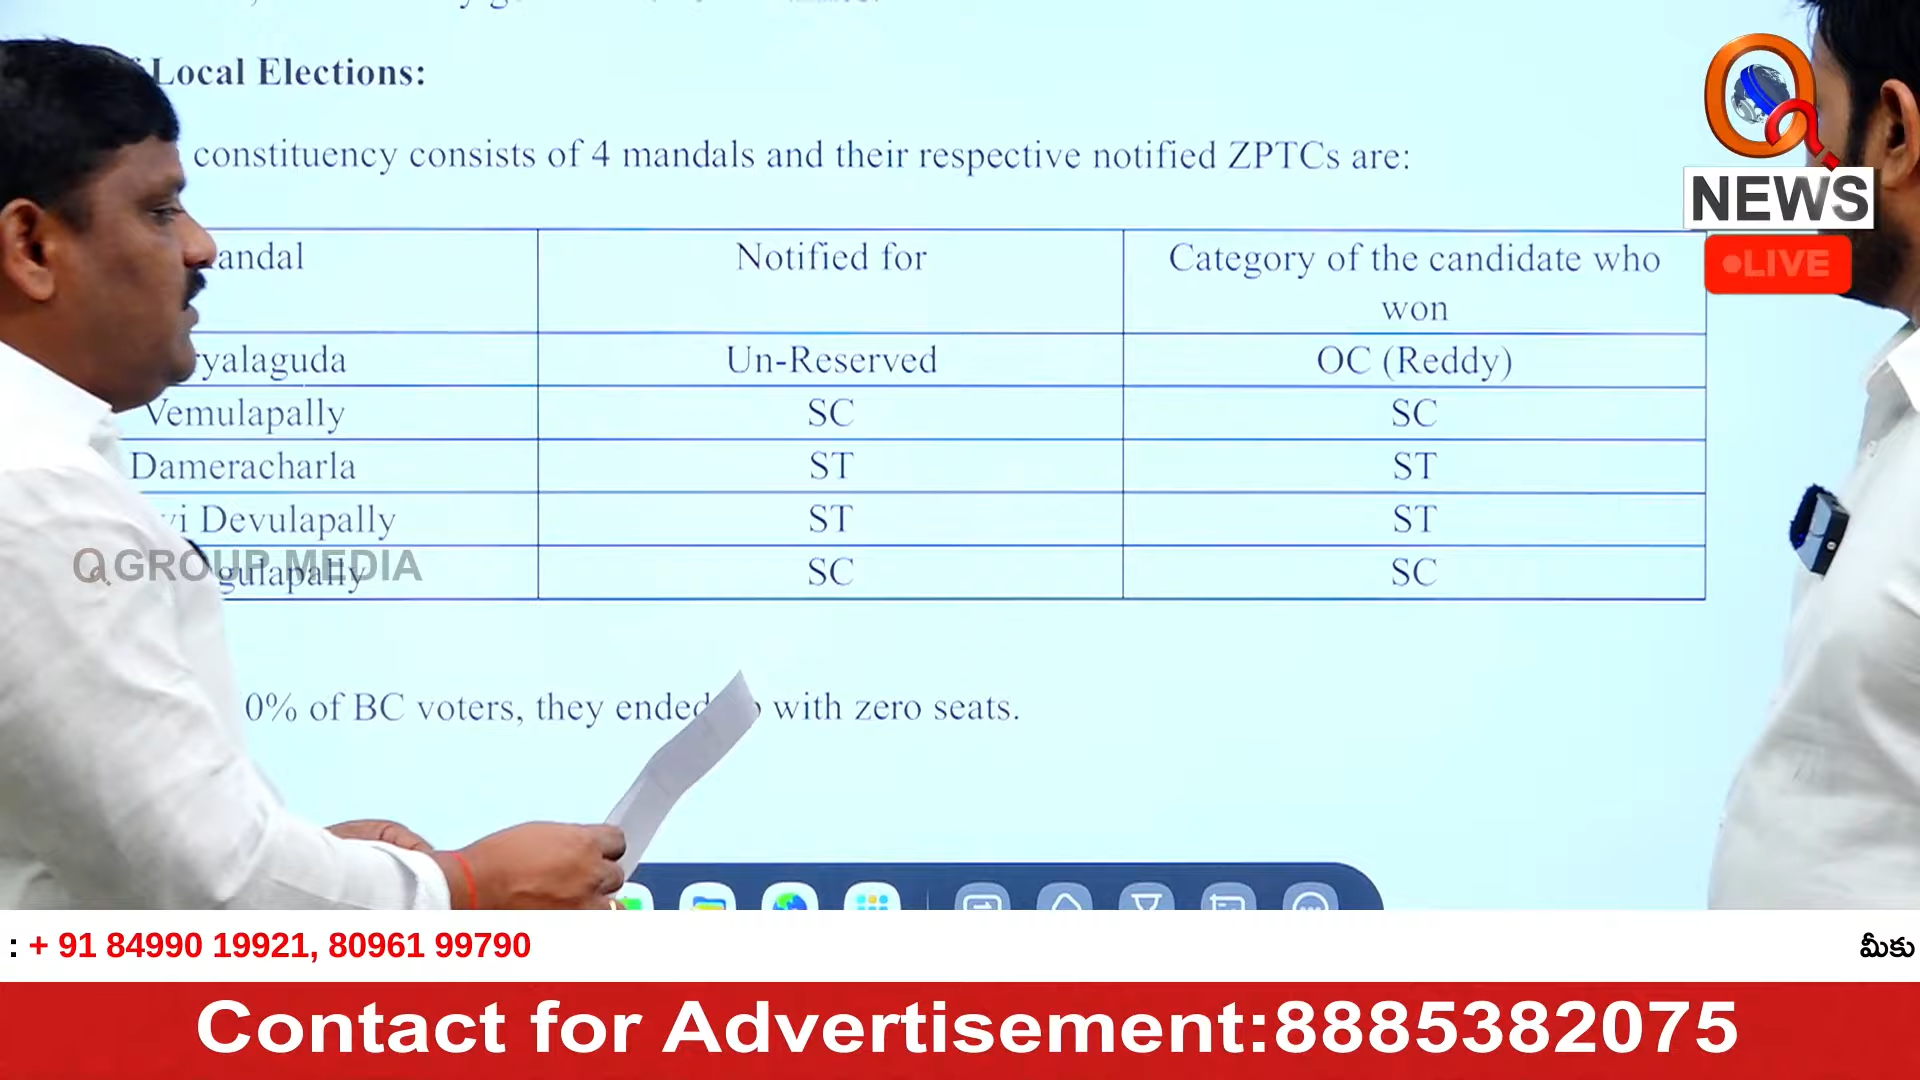 Local Elections:
constituency consists of 4 mandals and their respective notified ZPTCs are:
NEWS
LIVE
andal Notified for Category of the candidate who won
ryalaguda Un-Reserved OC (Reddy)
Vemulapally SC SC
Dameracharla ST ST
vi Devulapally ST ST
gulapally SC SC
Q GROUP MEDIA
0% of BC voters, they ended with zero seats.
: + 91 84990 19921, 80961 99790
మీకు
Contact for Advertisement:8885382075